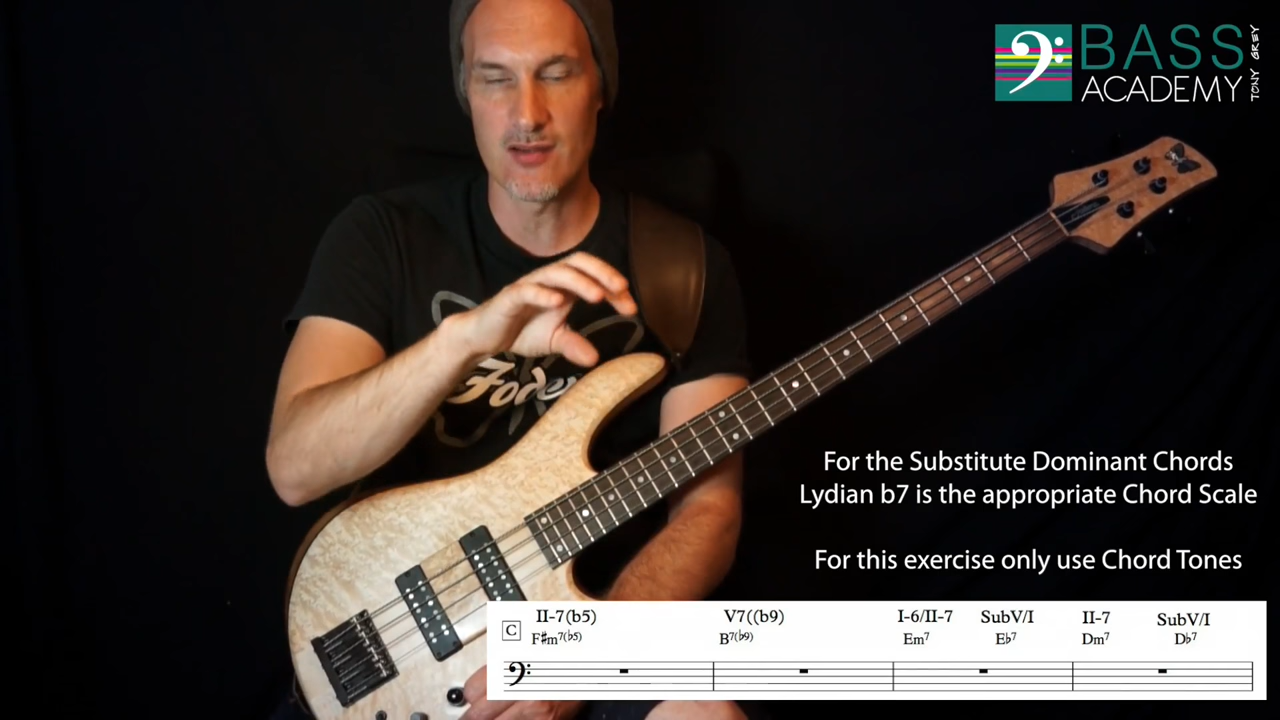 BASS
ACADEMY
TONY GREY
Fodera
For the Substitute Dominant Chords
Lydian b7 is the appropriate Chord Scale
For this exercise only use Chord Tones
II-7(b5) V7((b9) I-6/II-7 SubV/I II-7 SubV/I
C F#m7(b5) B7(b9) Em7 Eb7 Dm7 Db7